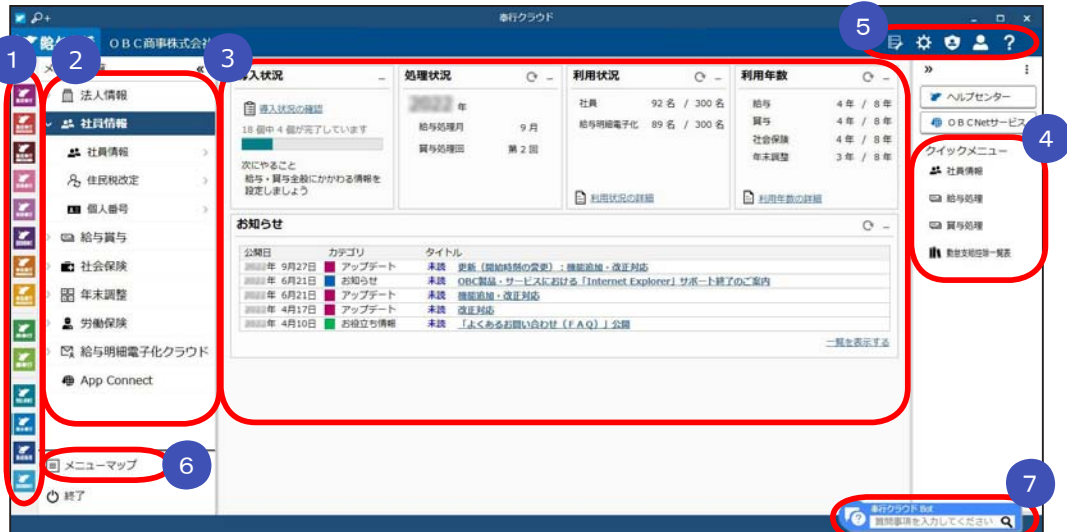 奉行クラウド
OBC商事株式会社
1
2
3
4
5
6
7
«
法人情報
社員情報
社員情報
住民税改定
個人番号
給与賞与
社会保険
年末調整
労働保険
給与明細電子化クラウド
App Connect
メニューマップ
終了
導入状況
導入状況の確認
18 個中 4 個が完了しています
次にやること
給与・賞与全般にかかわる情報を
設定しましょう
処理状況
年
給与処理月 9月
賞与処理回 第2回
利用状況
社員 92 名 / 300 名
給与明細電子化 89 名 / 300 名
利用状況の詳細
利用年数
給与 4 年 / 8 年
賞与 4 年 / 8 年
社会保険 4 年 / 8 年
年末調整 3 年 / 8 年
利用年数の詳細
お知らせ
公開日 カテゴリ タイトル
年 9月27日 アップデート 未読 更新(開始時刻の変更):機能追加・改正対応
年 6月21日 お知らせ 未読 OBC製品・サービスにおける「Internet Explorer」サポート終了のご案内
年 6月21日 アップデート 未読 機能追加・改正対応
年 4月17日 アップデート 未読 改正対応
年 4月10日 お役立ち情報 未読 「よくあるお問い合わせ(FAQ)」公開
一覧を表示する
»
ヘルプセンター
OBCNetサービス
クイックメニュー
社員情報
給与処理
賞与処理
勤怠支給控除一覧表
奉行クラウド Bot
質問事項を入力してください